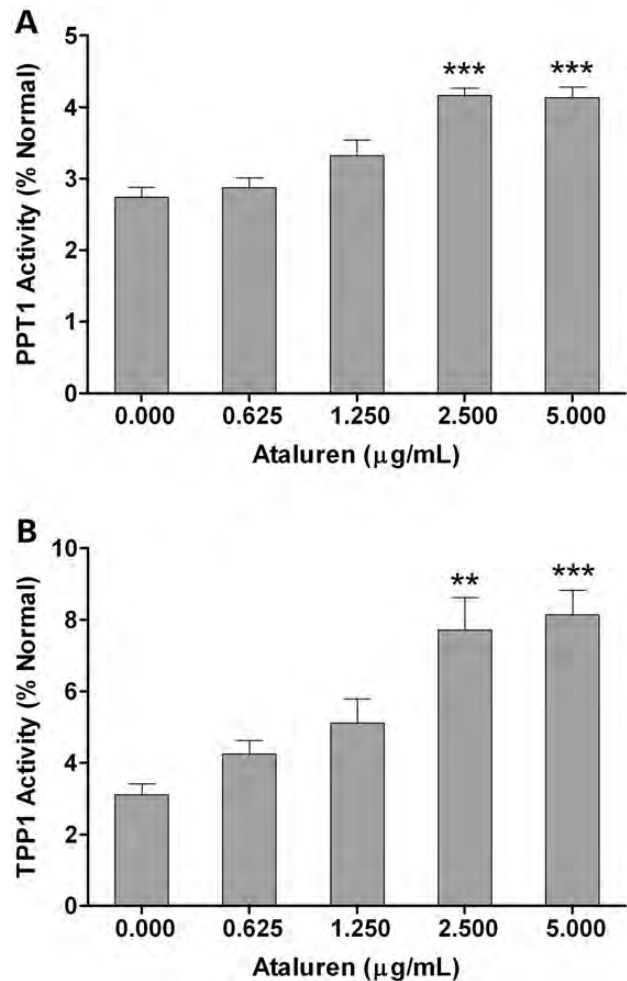 A
PPT1 Activity (% Normal)
5
4
3
2
1
0
***
***
0.000 0.625 1.250 2.500 5.000
Ataluren (μg/mL)
B
TPP1 Activity (% Normal)
10
8
6
4
2
0
**
***
0.000 0.625 1.250 2.500 5.000
Ataluren (μg/mL)